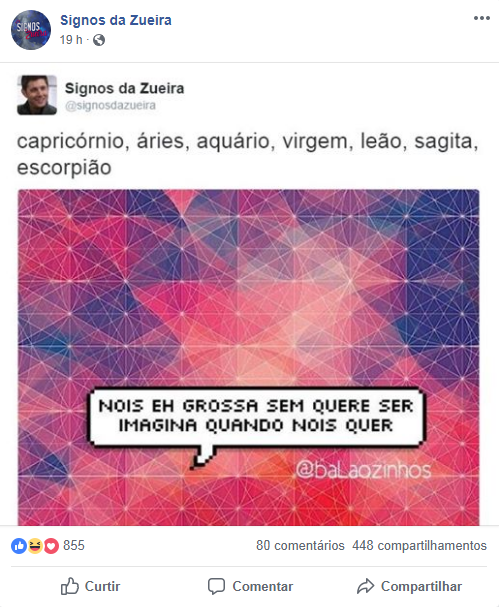 SIGNOS
Signos da Zueira
19 h ·
Signos da Zueira
@signosdazueira
capricórnio, áries, aquário, virgem, leão, sagita,
escorpião
NOIS EH GROSSA SEM QUERE SER
IMAGINA QUANDO NOIS QUER
@baLaozinhos
855
80 comentários 448 compartilhamentos
Curtir Comentar Compartilhar